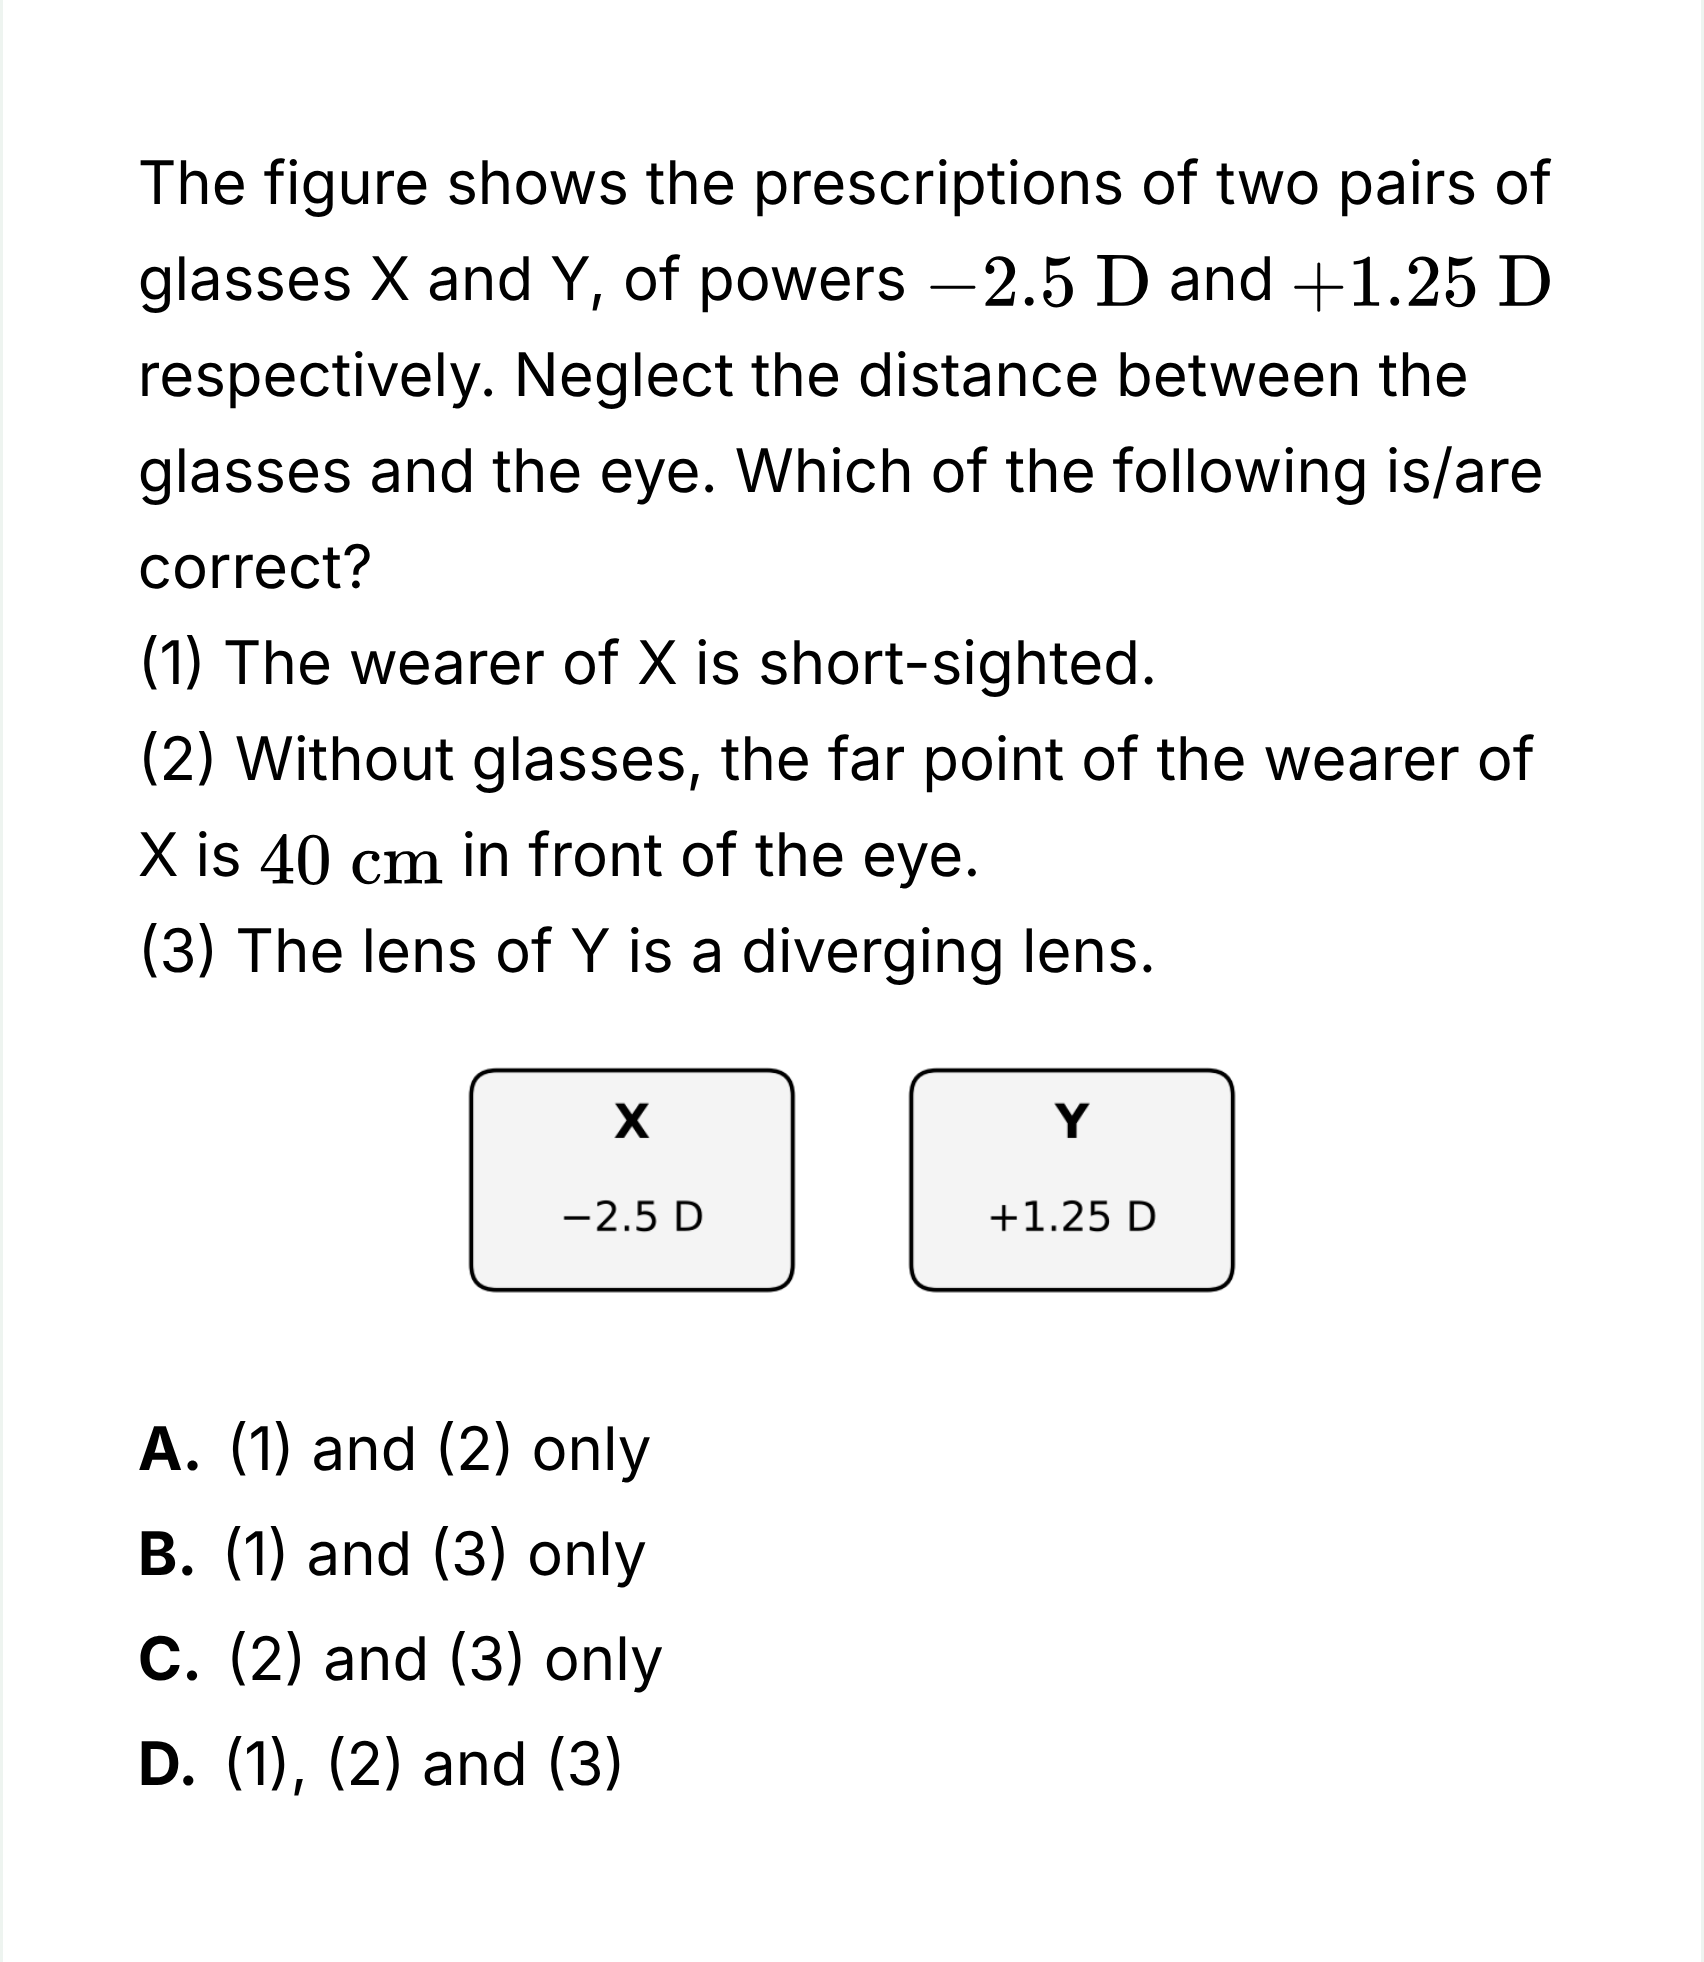 The figure shows the prescriptions of two pairs of
glasses X and Y, of powers −2.5 D and +1.25 D
respectively. Neglect the distance between the
glasses and the eye. Which of the following is/are
correct?
(1) The wearer of X is short-sighted.
(2) Without glasses, the far point of the wearer of
X is 40 cm in front of the eye.
(3) The lens of Y is a diverging lens.
X
−2.5 D
Y
+1.25 D
A. (1) and (2) only
B. (1) and (3) only
C. (2) and (3) only
D. (1), (2) and (3)